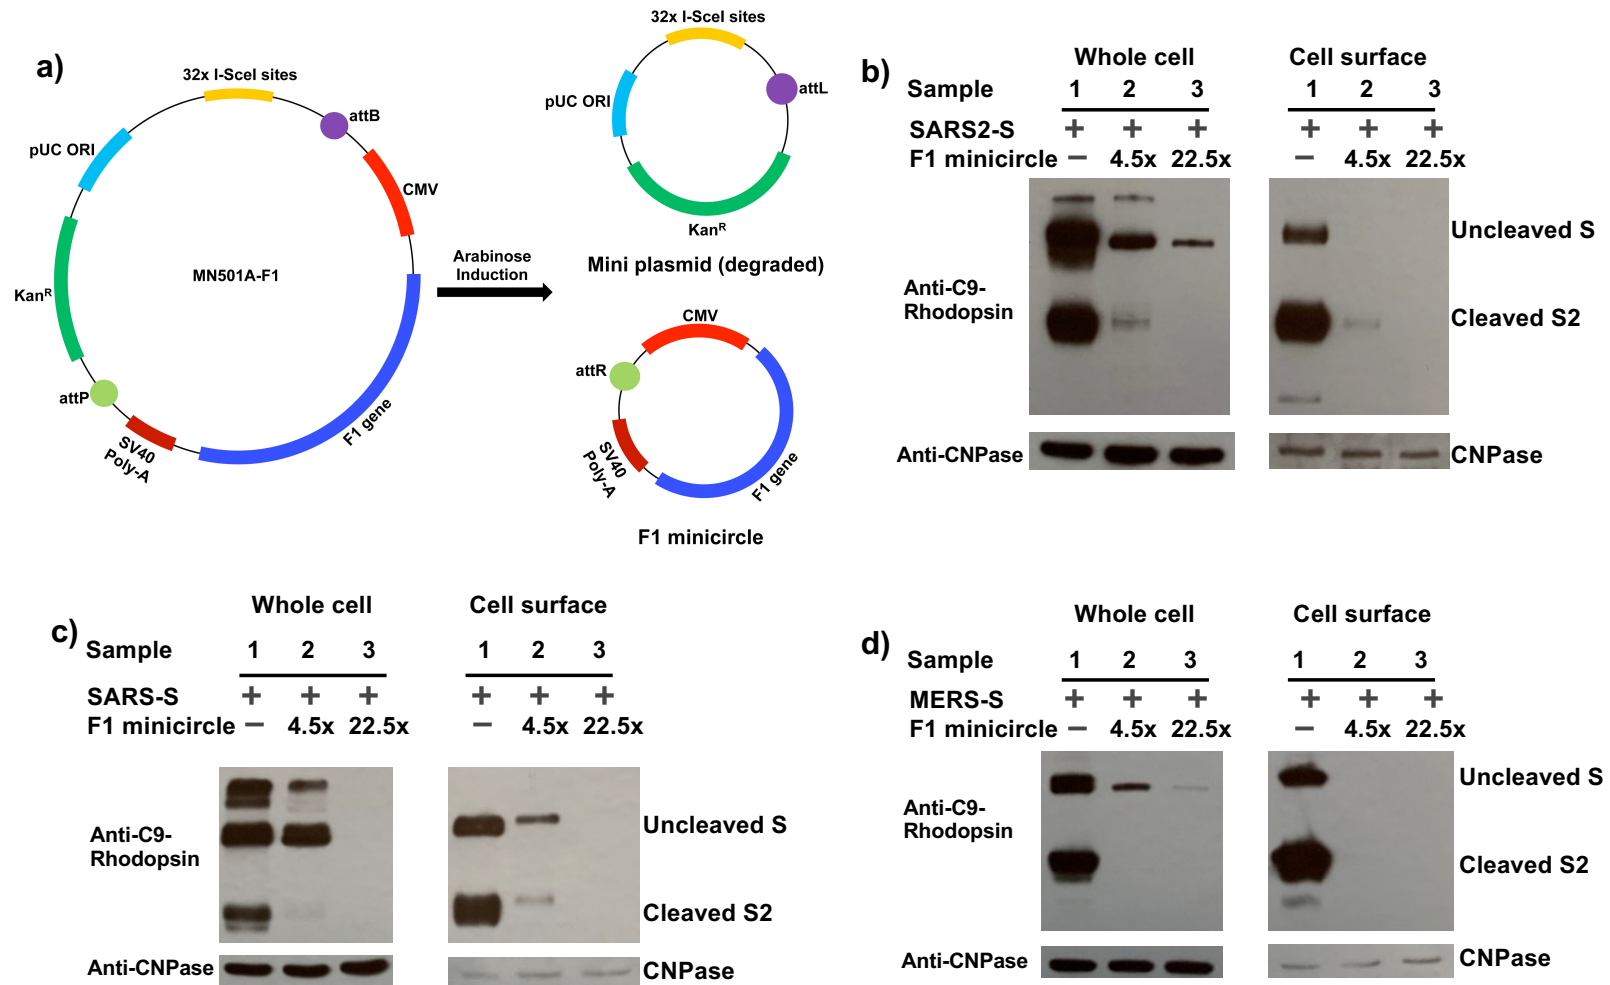 a)
32x I-SceI sites
attB
pUC ORI
CMV
KanR
MN501A-F1
attP
SV40
Poly-A
F1 gene
Arabinose
Induction
32x I-SceI sites
pUC ORI
attL
KanR
Mini plasmid (degraded)
CMV
attR
SV40
Poly-A
F1 gene
F1 minicircle
b)
Whole cell Cell surface
Sample 1 2 3 1 2 3
SARS2-S + + + + + +
F1 minicircle − 4.5x 22.5x − 4.5x 22.5x
Anti-C9-
Rhodopsin
Uncleaved S
Cleaved S2
Anti-CNPase CNPase
c)
Whole cell Cell surface
Sample 1 2 3 1 2 3
SARS-S + + + + + +
F1 minicircle − 4.5x 22.5x − 4.5x 22.5x
Anti-C9-
Rhodopsin
Uncleaved S
Cleaved S2
Anti-CNPase CNPase
d)
Whole cell Cell surface
Sample 1 2 3 1 2 3
MERS-S + + + + + +
F1 minicircle − 4.5x 22.5x − 4.5x 22.5x
Anti-C9-
Rhodopsin
Uncleaved S
Cleaved S2
Anti-CNPase CNPase